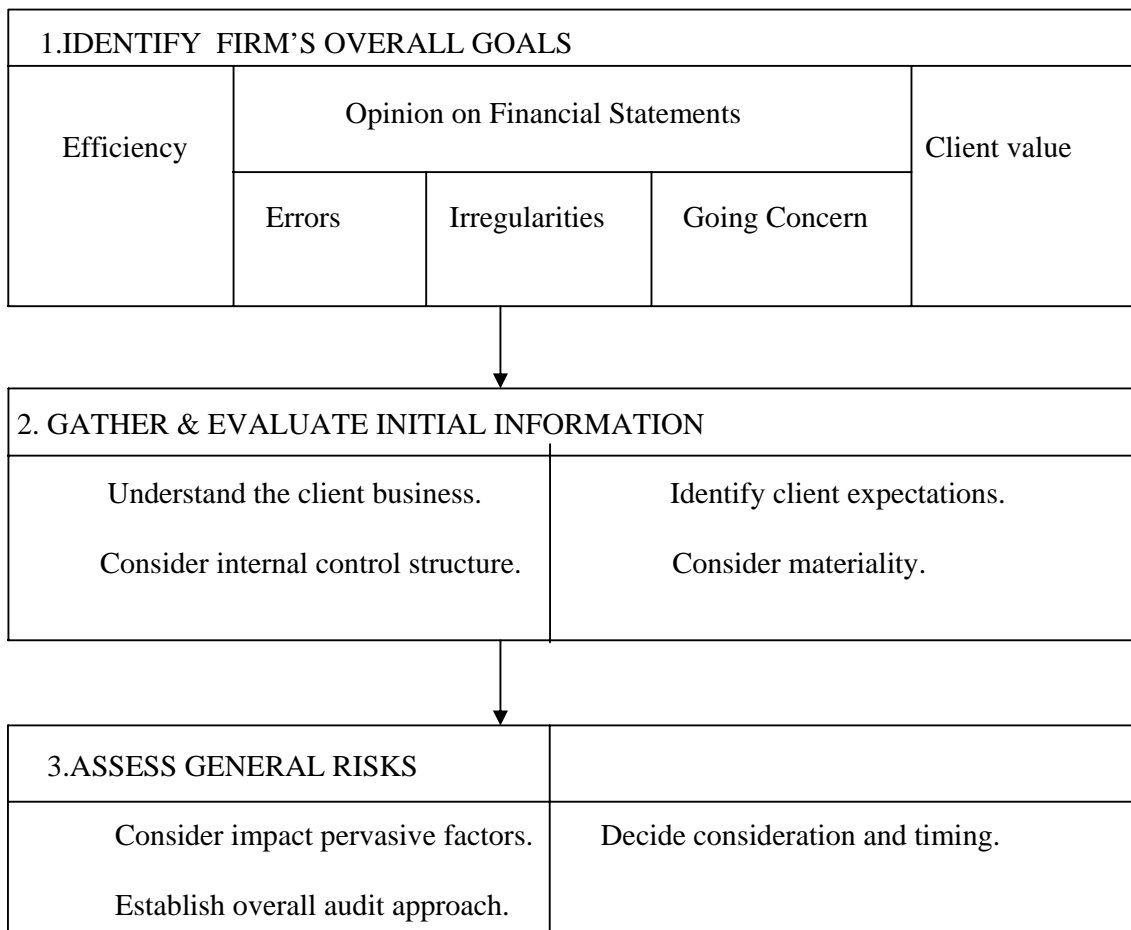 1.IDENTIFY FIRM’S OVERALL GOALS
Opinion on Financial Statements
Efficiency
Client value
Errors
Irregularities
Going Concern
2. GATHER & EVALUATE INITIAL INFORMATION
Understand the client business.
Identify client expectations.
Consider internal control structure.
Consider materiality.
3.ASSESS GENERAL RISKS
Consider impact pervasive factors.
Decide consideration and timing.
Establish overall audit approach.